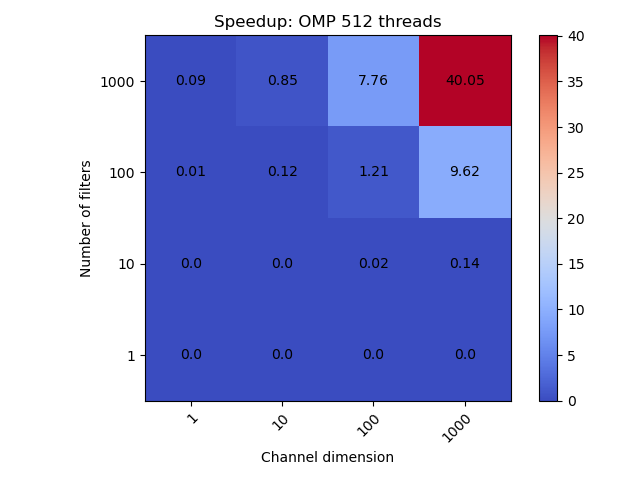 Speedup: OMP 512 threads
Number of filters
1000 0.09 0.85 7.76 40.05
100 0.01 0.12 1.21 9.62
10 0.0 0.0 0.02 0.14
1 0.0 0.0 0.0 0.0
1 10 100 1000
Channel dimension
40
35
30
25
20
15
10
5
0